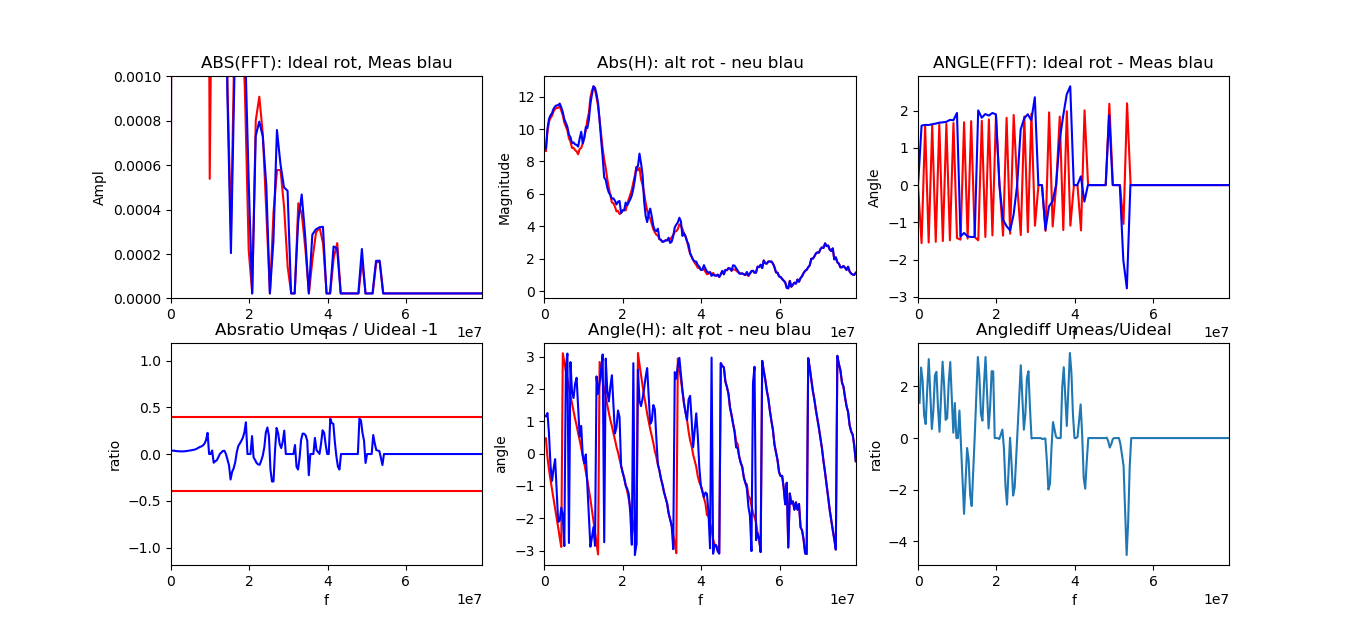 ABS(FFT): Ideal rot, Meas blau
Ampl
0.0010
0.0008
0.0006
0.0004
0.0002
0.0000
0 2 4 6
f
1e7
Abs(H): alt rot - neu blau
Magnitude
12
10
8
6
4
2
0
0 2 4 6
f
1e7
ANGLE(FFT): Ideal rot - Meas blau
Angle
2
1
0
−1
−2
−3
0 2 4 6
f
1e7
Absratio Umeas / Uideal -1
ratio
1.0
0.5
0.0
−0.5
−1.0
0 2 4 6
f
1e7
Angle(H): alt rot - neu blau
angle
3
2
1
0
−1
−2
−3
0 2 4 6
f
1e7
Anglediff Umeas/Uideal
ratio
2
0
−2
−4
0 2 4 6
f
1e7